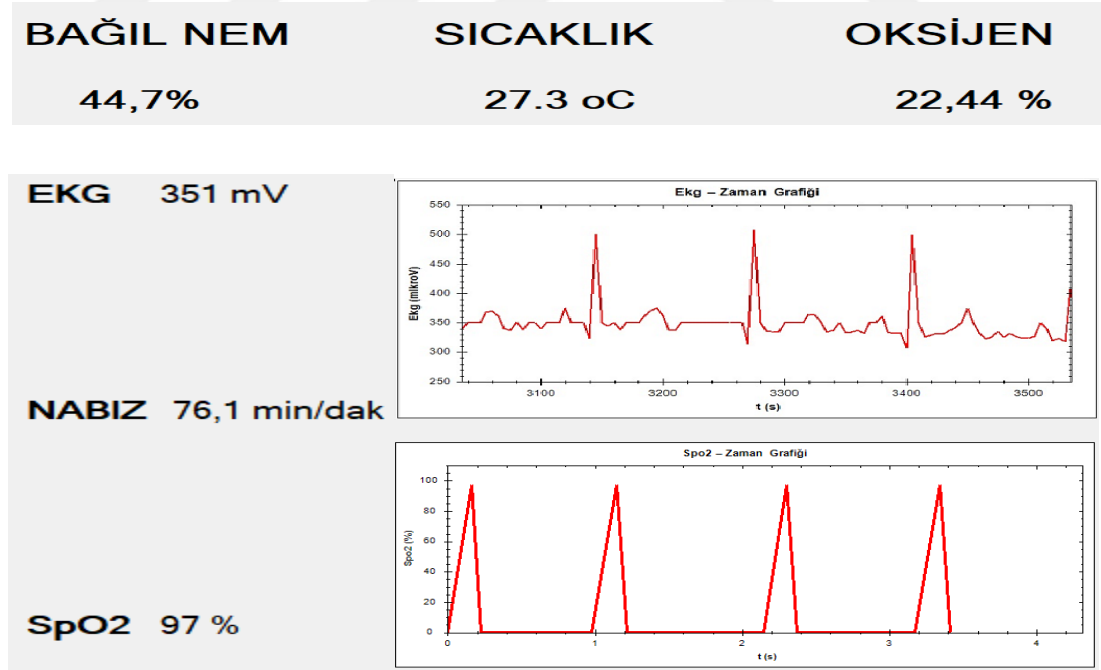 BAĞIL NEM SICAKLIK OKSİJEN
44,7% 27.3 oC 22,44 %
EKG 351 mV
Ekg – Zaman Grafiği
550
500
450
400
350
300
250
Ekg (mikroV)
3100 3200 3300 3400 3500
t (s)
NABIZ 76,1 min/dak
Spo2 – Zaman Grafiği
100
80
60
40
20
0
Spo2 (%)
0 1 2 3 4
t (s)
SpO2 97 %